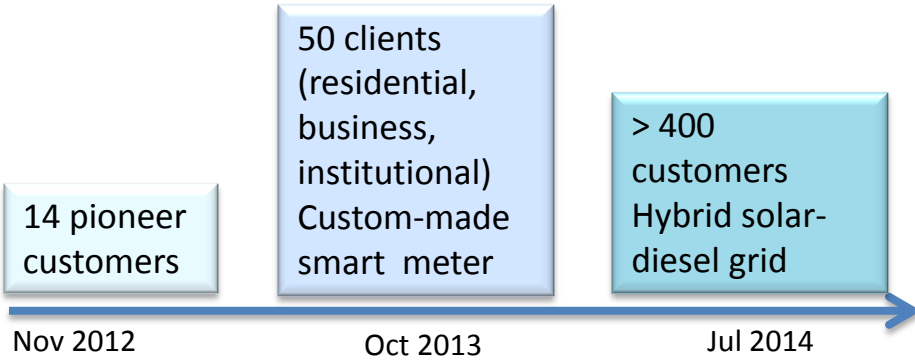 14 pioneer
customers
50 clients
(residential,
business,
institutional)
Custom-made
smart meter
> 400
customers
Hybrid solar-
diesel grid
Nov 2012
Oct 2013
Jul 2014